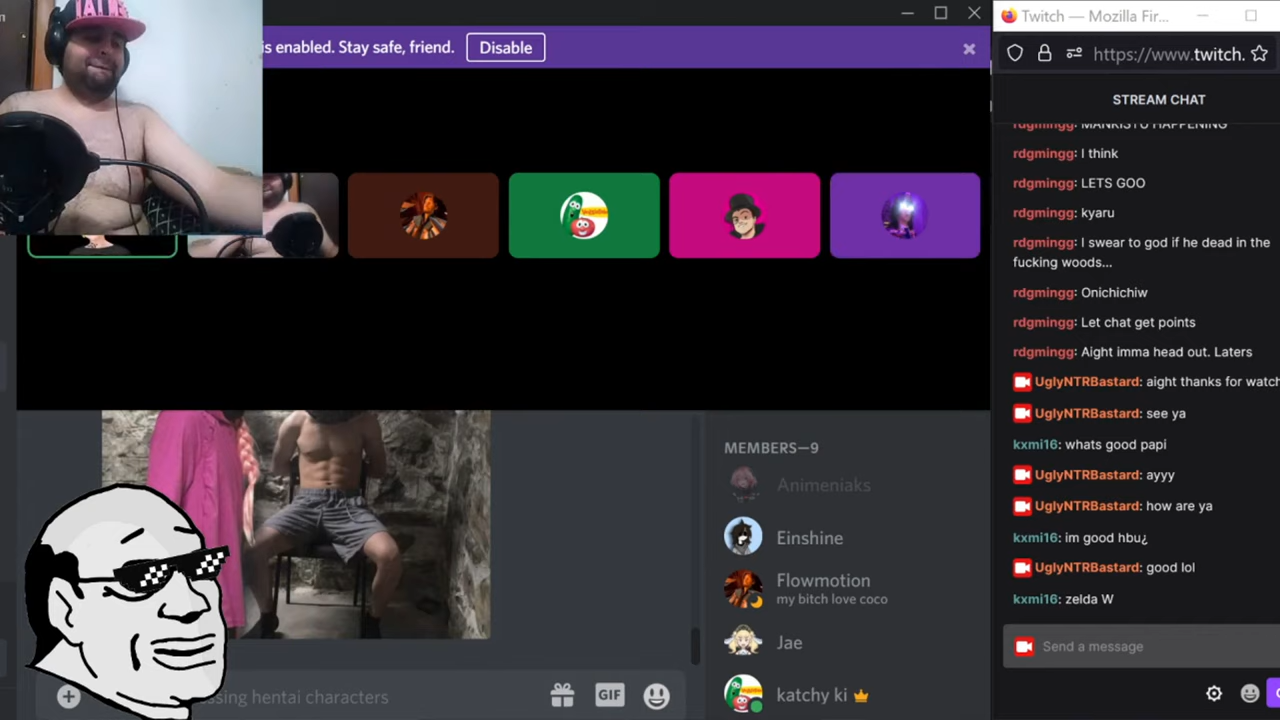 is enabled. Stay safe, friend.
Disable
Twitch — Mozilla Fir...
https://www.twitch.
STREAM CHAT
rdgmingg: MANKISTU HAPPENING
rdgmingg: I think
rdgmingg: LETS GOO
rdgmingg: kyaru
rdgmingg: I swear to god if he dead in the
fucking woods...
rdgmingg: Onichichiw
rdgmingg: Let chat get points
rdgmingg: Aight imma head out. Laters
UglyNTRBastard: aight thanks for watch
UglyNTRBastard: see ya
kxmi16: whats good papi
UglyNTRBastard: ayyy
UglyNTRBastard: how are ya
kxmi16: im good hbu¿
UglyNTRBastard: good lol
kxmi16: zelda W
Send a message
MEMBERS—9
Animeniaks
Einshine
Flowmotion
my bitch love coco
Jae
katchy ki
ssing hentai characters
GIF